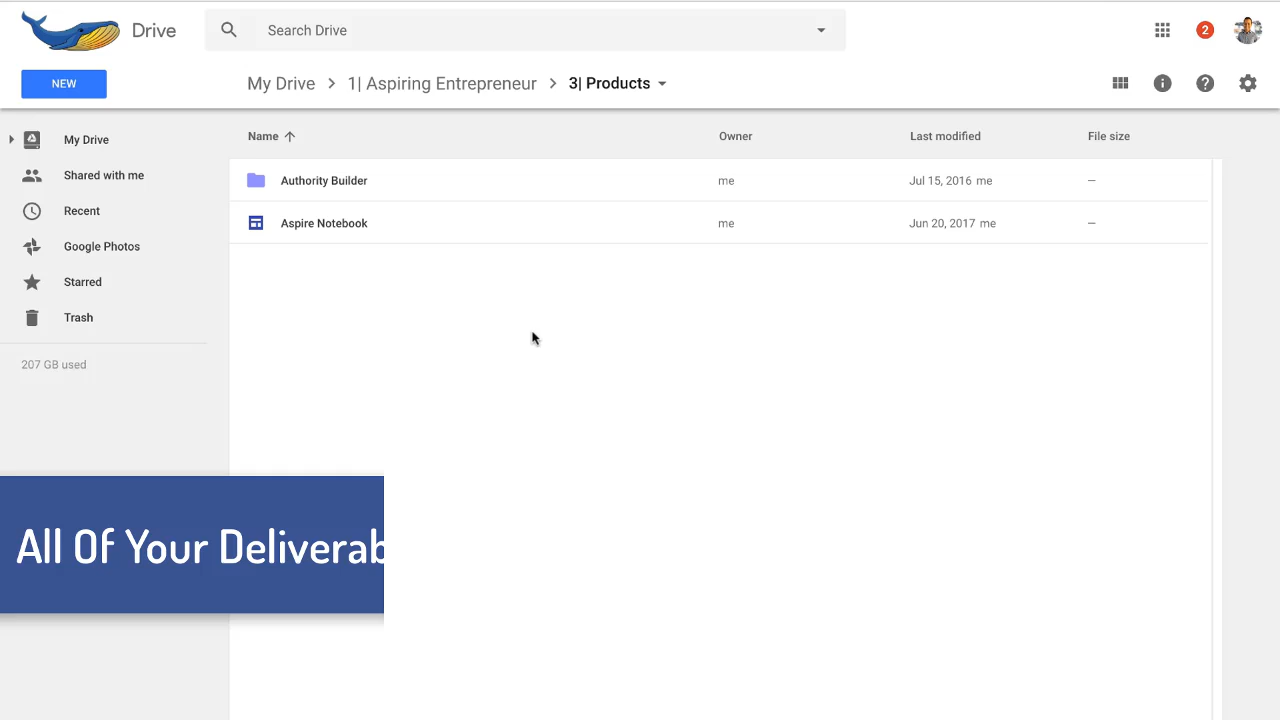 Drive
Search Drive
2
NEW
My Drive
1| Aspiring Entrepreneur
3| Products
My Drive
Shared with me
Recent
Google Photos
Starred
Trash
207 GB used
Name Owner Last modified File size
Authority Builder me Jul 15, 2016 me —
Aspire Notebook me Jun 20, 2017 me —
All Of Your Deliverab